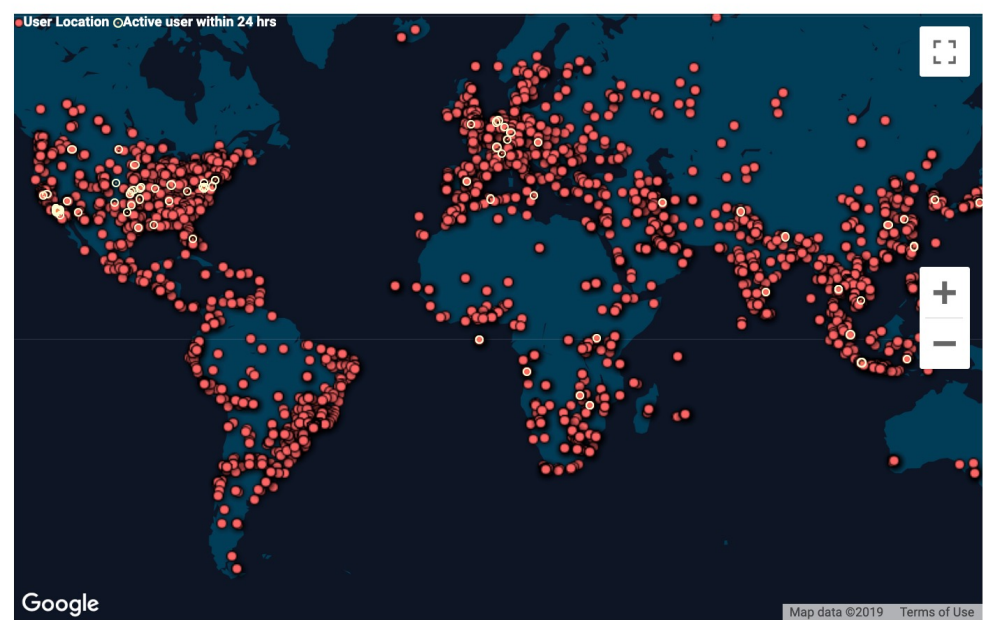 User Location Active user within 24 hrs
Google
Map data ©2019 Terms of Use